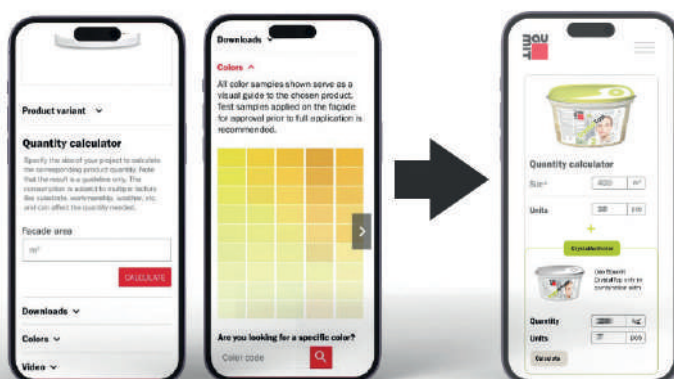 Product variant
Quantity calculator
Specify the size of your project to calculate
the corresponding product quantity. Note
that the result is a guideline only. The
consumption is subject to multiple factors
like substrate, workmanship, weather, etc.
and can affect the quantity needed.
Facade area
m²
CALCULATE
Downloads
Colors
Video
Downloads
Colors
All color samples shown serve as a
visual guide to the chosen product.
Test samples applied on the façade
for approval prior to full application is
recommended.
Are you looking for a specific color?
Color code
baumit
Quantity calculator
Size*
m²
Units
pcs
+
Quantity
kg
Units
pcs
Calculate